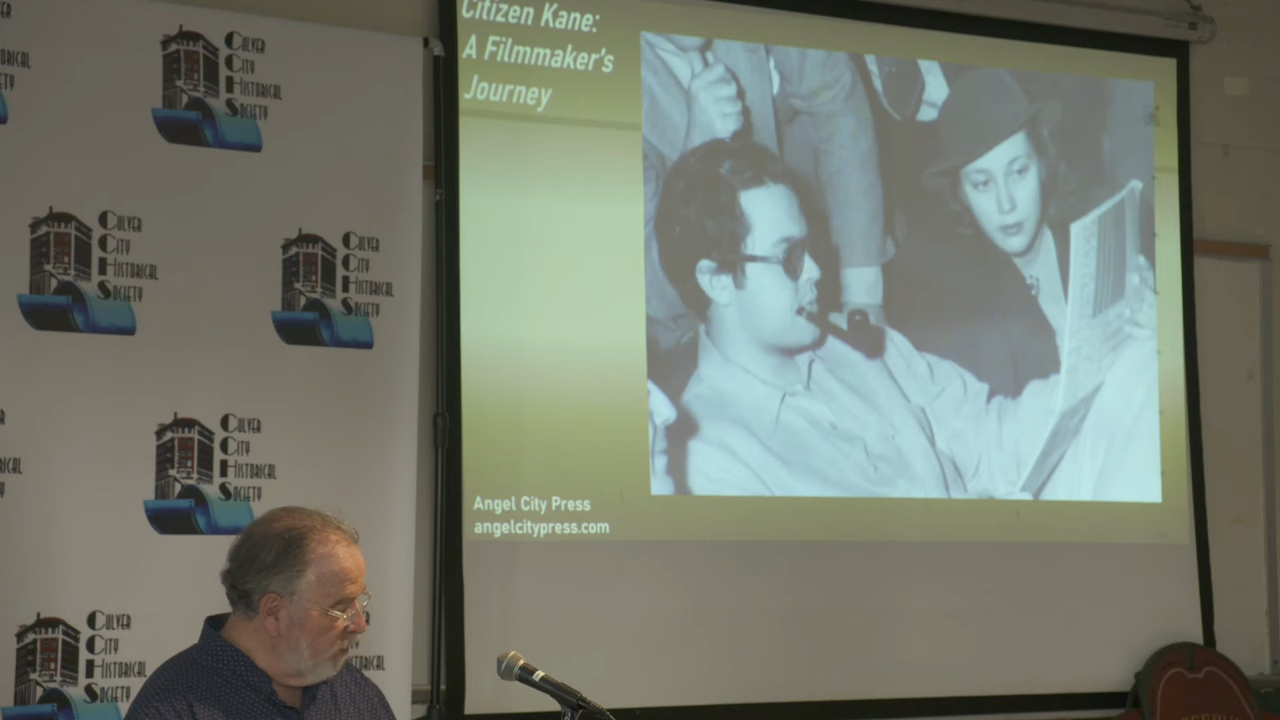 CULVER
CITY
HISTORICAL
SOCIETY
CULVER
CITY
HISTORICAL
SOCIETY
CULVER
CITY
HISTORICAL
SOCIETY
CULVER
CITY
HISTORICAL
SOCIETY
CULVER
CITY
HISTORICAL
SOCIETY
Citizen Kane:
A Filmmaker's
Journey
Angel City Press
angelcitypress.com